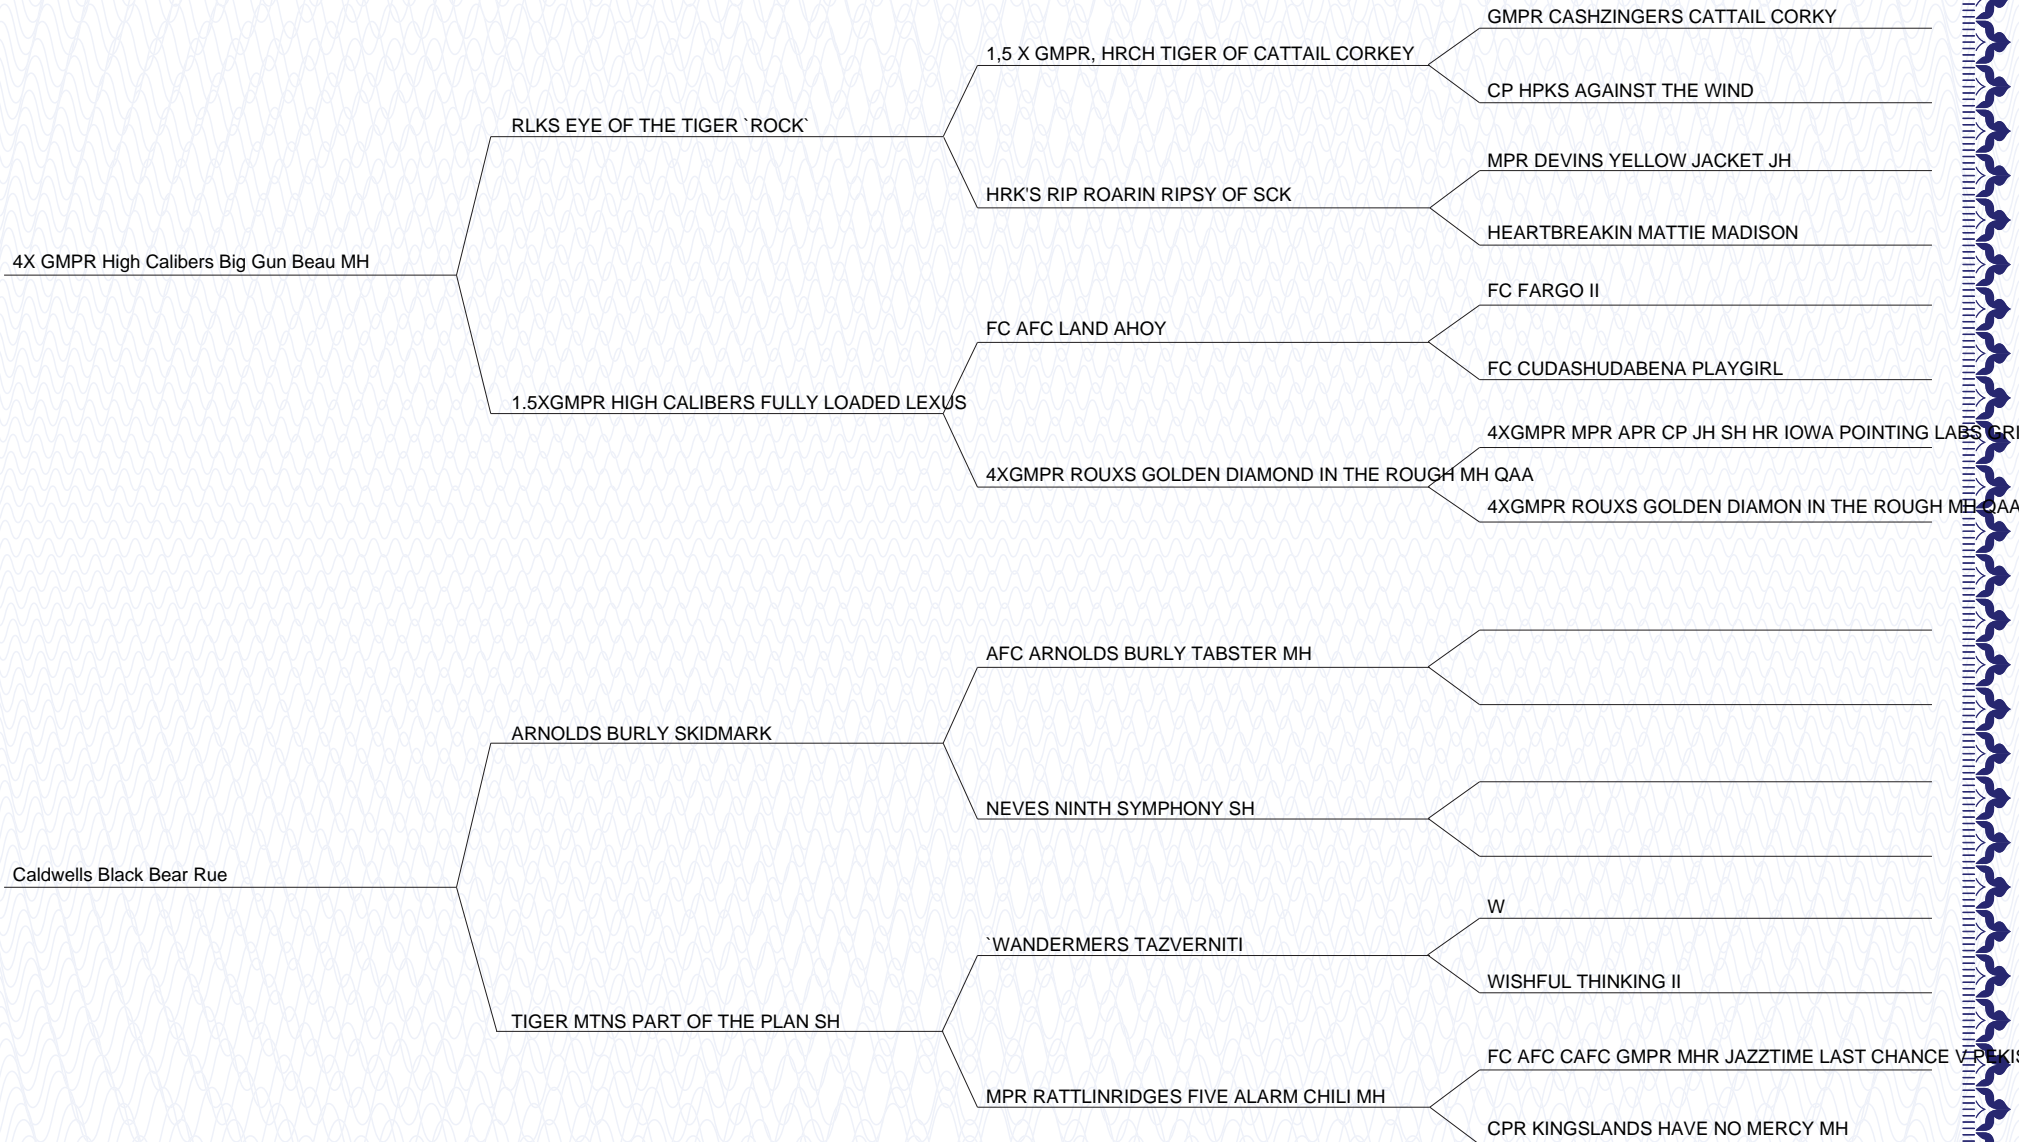 GMPR CASHZINGERS CATTAIL CORKY
1,5 X GMPR, HRCH TIGER OF CATTAIL CORKEY
CP HPKS AGAINST THE WIND
RLKS EYE OF THE TIGER `ROCK`
MPR DEVINS YELLOW JACKET JH
HRK'S RIP ROARIN RIPSY OF SCK
HEARTBREAKIN MATTIE MADISON
4X GMPR High Calibers Big Gun Beau MH
FC FARGO II
FC AFC LAND AHOY
FC CUDASHUDABENA PLAYGIRL
1.5XGMPR HIGH CALIBERS FULLY LOADED LEXUS
4XGMPR MPR APR CP JH SH HR IOWA POINTING LABS GRI
4XGMPR ROUXS GOLDEN DIAMOND IN THE ROUGH MH QAA
4XGMPR ROUXS GOLDEN DIAMON IN THE ROUGH MH QAA
AFC ARNOLDS BURLY TABSTER MH
ARNOLDS BURLY SKIDMARK
NEVES NINTH SYMPHONY SH
Caldwells Black Bear Rue
W
`WANDERMERS TAZVERNITI
WISHFUL THINKING II
TIGER MTNS PART OF THE PLAN SH
FC AFC CAFC GMPR MHR JAZZTIME LAST CHANCE V PEKIS
MPR RATTLINRIDGES FIVE ALARM CHILI MH
CPR KINGSLANDS HAVE NO MERCY MH